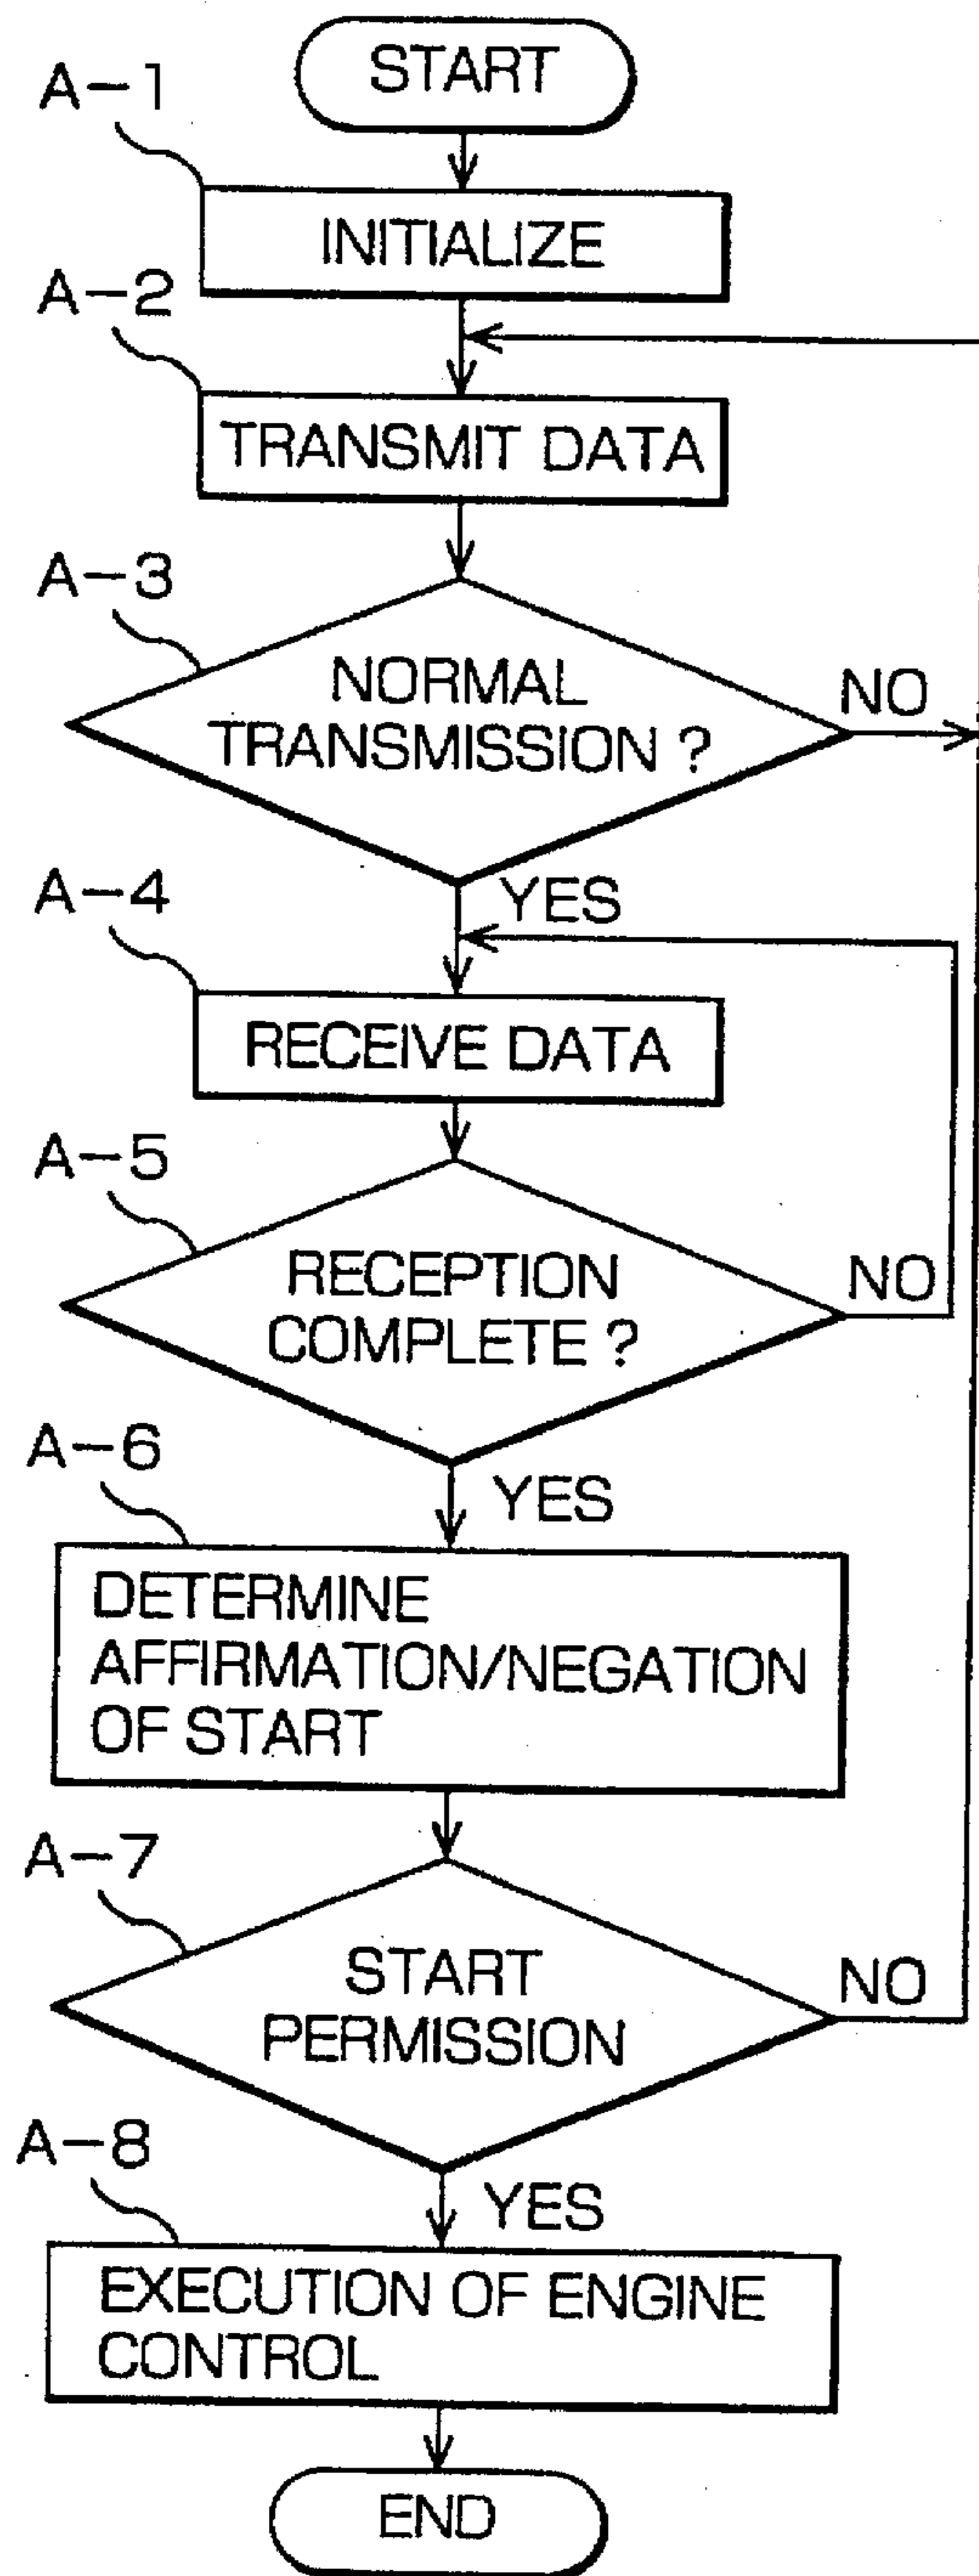 START
A-1
INITIALIZE
A-2
TRANSMIT DATA
A-3
NORMAL
TRANSMISSION ?
NO
YES
A-4
RECEIVE DATA
A-5
RECEPTION
COMPLETE ?
NO
YES
A-6
DETERMINE
AFFIRMATION/NEGATION
OF START
A-7
START
PERMISSION
NO
YES
A-8
EXECUTION OF ENGINE
CONTROL
END